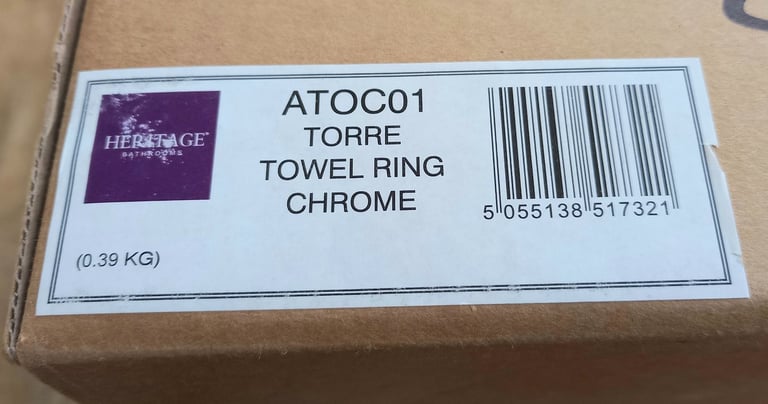 HERITAGE
BATHROOMS
ATOC01
TORRE
TOWEL RING
CHROME
5 055138 517321
(0.39 KG)